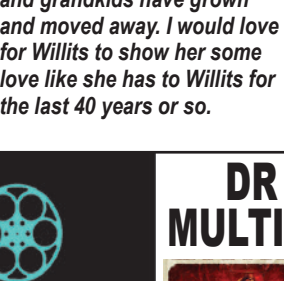 and grandkids have grown
and moved away. I would love
for Willits to show her some
love like she has to Willits for
the last 40 years or so.
DR
MULTI